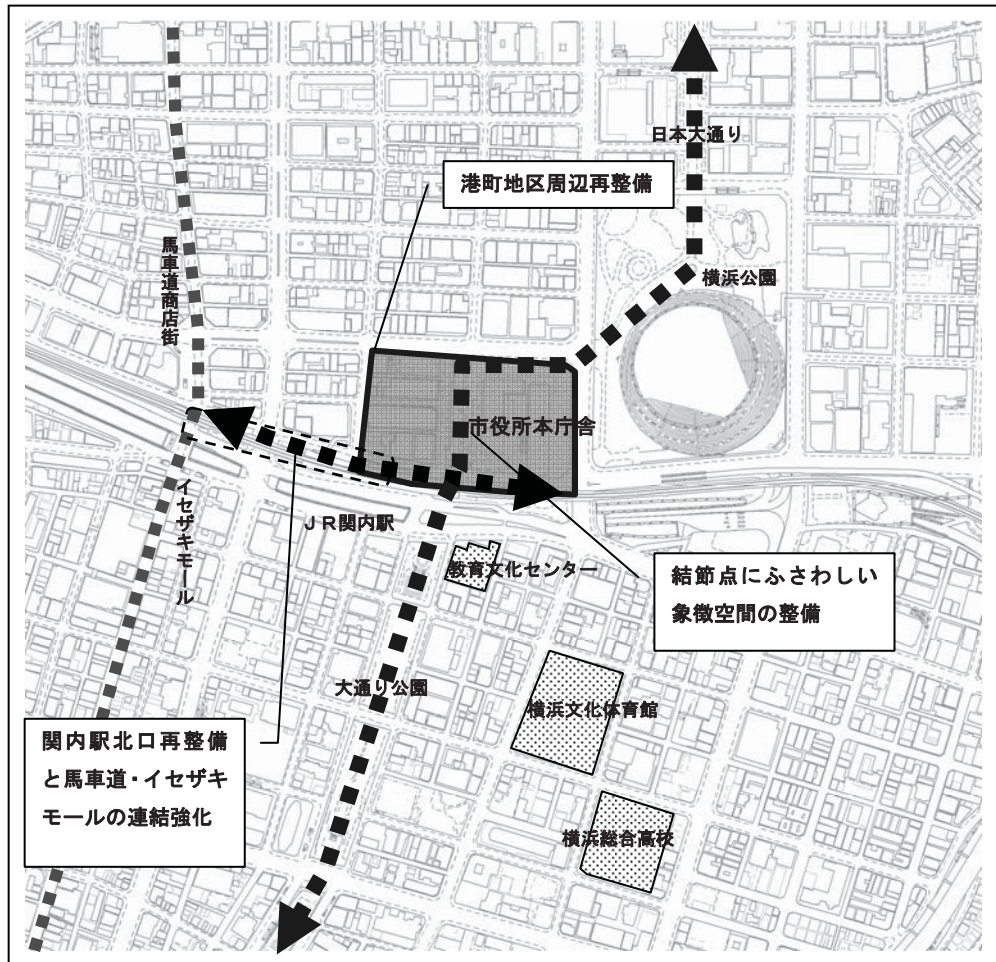 日本大通り
港町地区周辺再整備
馬車道商店街
横浜公園
市役所本庁舎
イセザキモール
ＪＲ関内駅
教育文化センター
結節点にふさわしい
象徴空間の整備
大通り公園
横浜文化体育館
関内駅北口再整備
と馬車道・イセザキ
モールの連結強化
横浜総合高校